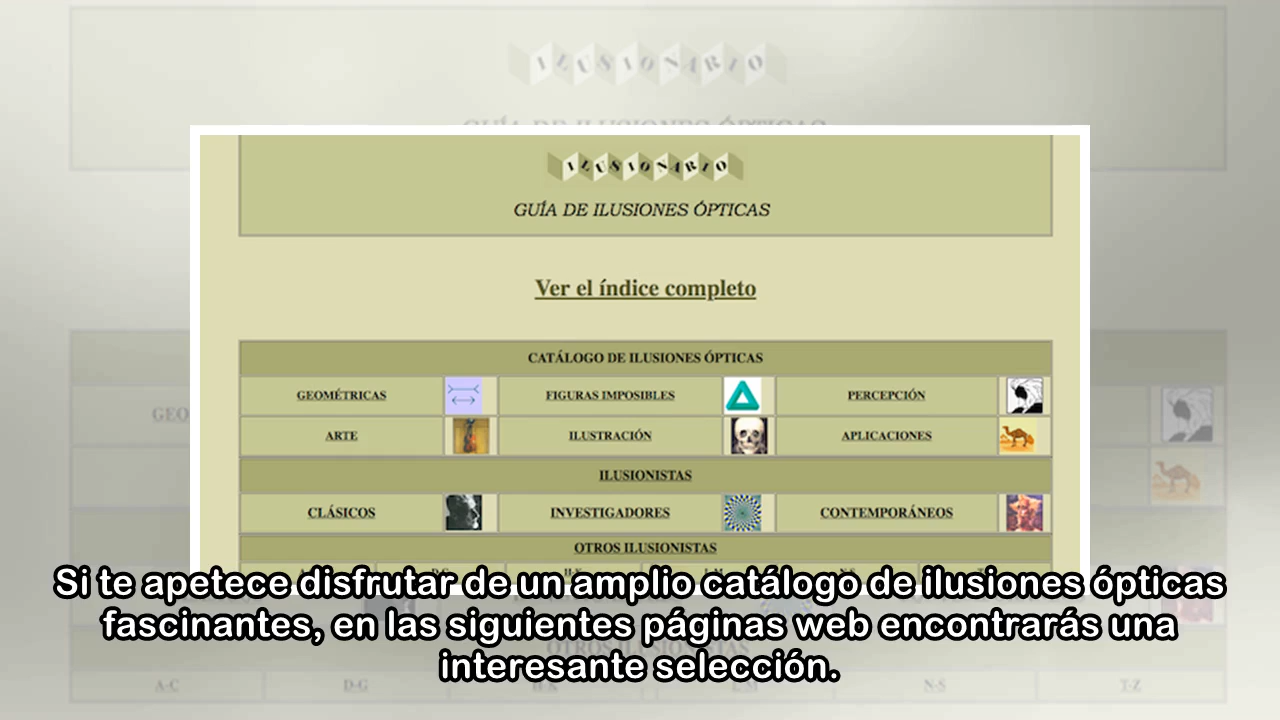 ILUSIONARIO
GUÍA DE ILUSIONES ÓPTICAS
Ver el índice completo
CATÁLOGO DE ILUSIONES ÓPTICAS
GEOMÉTRICAS FIGURAS IMPOSIBLES PERCEPCIÓN
ARTE ILUSTRACIÓN APLICACIONES
ILUSIONISTAS
CLÁSICOS INVESTIGADORES CONTEMPORÁNEOS
OTROS ILUSIONISTAS
Si te apetece disfrutar de un amplio catálogo de ilusiones ópticas
fascinantes, en las siguientes páginas web encontrarás una
interesante selección.
A-C D-G H-K L-M N-S T-Z